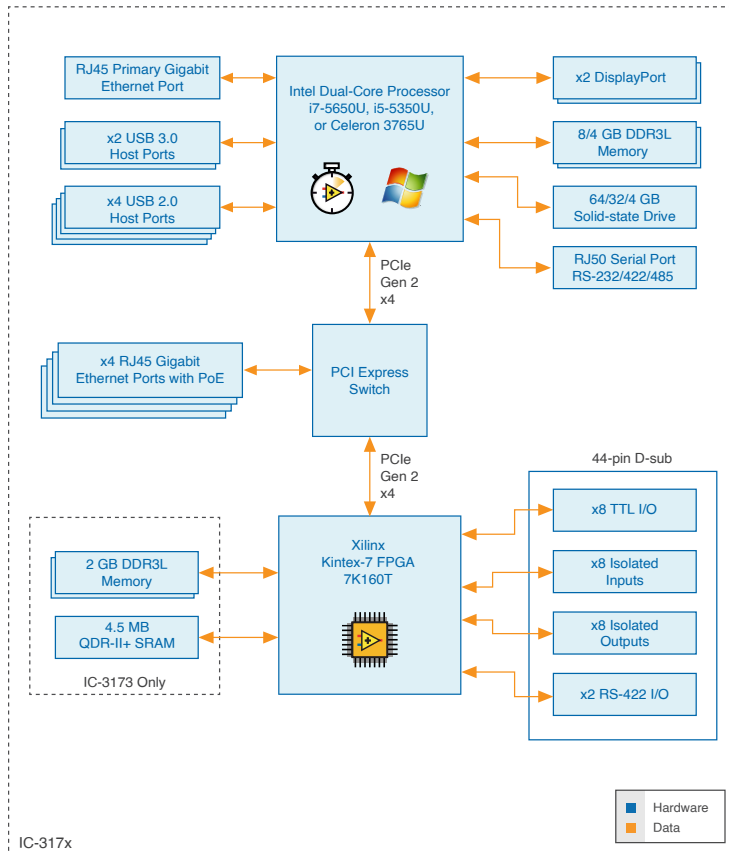 RJ45 Primary Gigabit
Ethernet Port
x2 USB 3.0
Host Ports
x4 USB 2.0
Host Ports
Intel Dual-Core Processor
i7-5650U, i5-5350U,
or Celeron 3765U
x2 DisplayPort
8/4 GB DDR3L
Memory
64/32/4 GB
Solid-state Drive
RJ50 Serial Port
RS-232/422/485
PCIe
Gen 2
x4
x4 RJ45 Gigabit
Ethernet Ports with PoE
PCI Express
Switch
PCIe
Gen 2
x4
44-pin D-sub
2 GB DDR3L
Memory
4.5 MB
QDR-II+ SRAM
IC-3173 Only
Xilinx
Kintex-7 FPGA
7K160T
x8 TTL I/O
x8 Isolated
Inputs
x8 Isolated
Outputs
x2 RS-422 I/O
Hardware
Data
IC-317x